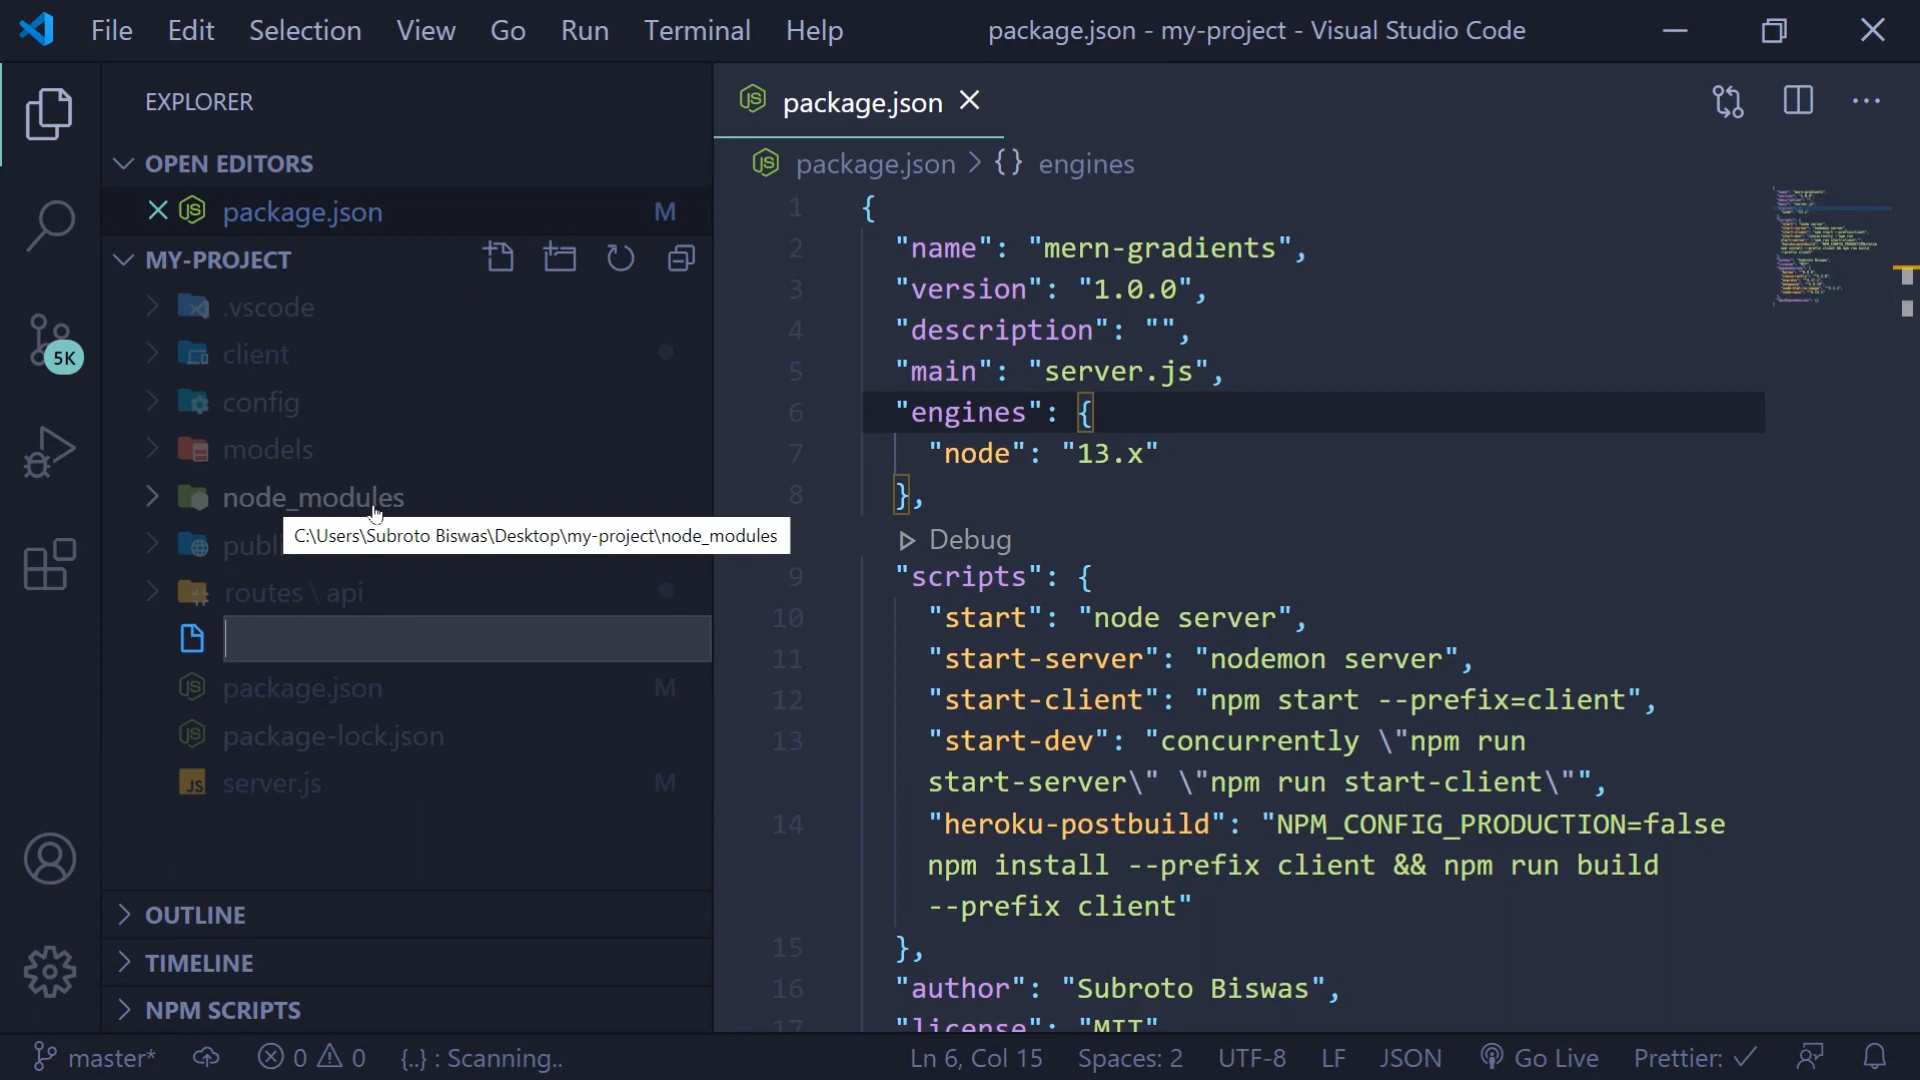 File Edit Selection View Go Run Terminal Help package.json - my-project - Visual Studio Code
EXPLORER
OPEN EDITORS
package.json M
MY-PROJECT
.vscode
client
config
models
node_modules
C:\Users\Subroto Biswas\Desktop\my-project\node_modules
publi
routes \ api
package.json M
package-lock.json
server.js M
OUTLINE
TIMELINE
NPM SCRIPTS
5K
package.json
package.json > {} engines
1 {
2 "name": "mern-gradients",
3 "version": "1.0.0",
4 "description": "",
5 "main": "server.js",
6 "engines": {
7 "node": "13.x"
8 },
Debug
9 "scripts": {
10 "start": "node server",
11 "start-server": "nodemon server",
12 "start-client": "npm start --prefix=client",
13 "start-dev": "concurrently \"npm run
start-server\" \"npm run start-client\"",
14 "heroku-postbuild": "NPM_CONFIG_PRODUCTION=false
npm install --prefix client && npm run build
--prefix client"
15 },
16 "author": "Subroto Biswas",
17 "license": "MIT"
master* 0 0 {..} : Scanning.. Ln 6, Col 15 Spaces: 2 UTF-8 LF JSON Go Live Prettier: ✓